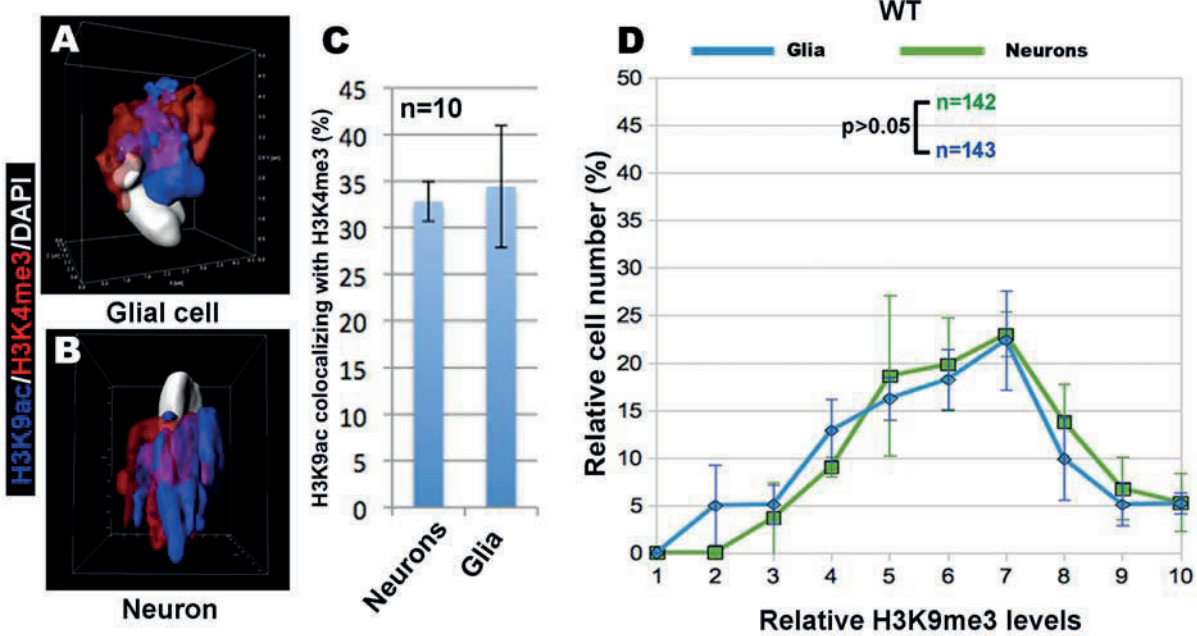 A
H3K9ac/H3K4me3/DAPI
Glial cell
B
Neuron
C
n=10
H3K9ac colocalizing with H3K4me3 (%)
45
40
35
30
25
20
15
10
5
0
Neurons
Glia
WT
D
Glia
Neurons
n=142
p>0.05
n=143
Relative cell number (%)
50
45
40
35
30
25
20
15
10
5
0
1 2 3 4 5 6 7 8 9 10
Relative H3K9me3 levels